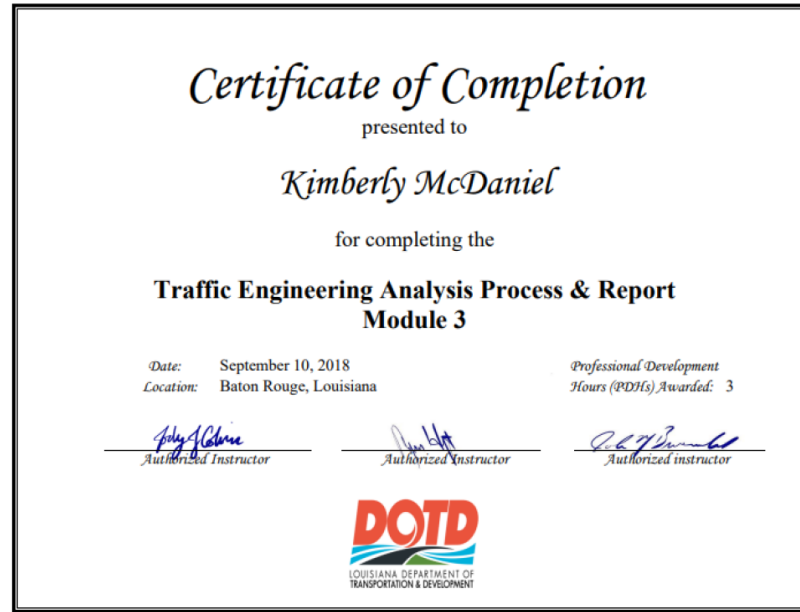 Certificate of Completion
presented to
Kimberly McDaniel
for completing the
Traffic Engineering Analysis Process & Report
Module 3
Date: September 10, 2018
Location: Baton Rouge, Louisiana
Professional Development
Hours (PDHs) Awarded: 3
Authorized Instructor
Authorized Instructor
Authorized instructor
DOTD
LOUISIANA DEPARTMENT OF
TRANSPORTATION & DEVELOPMENT